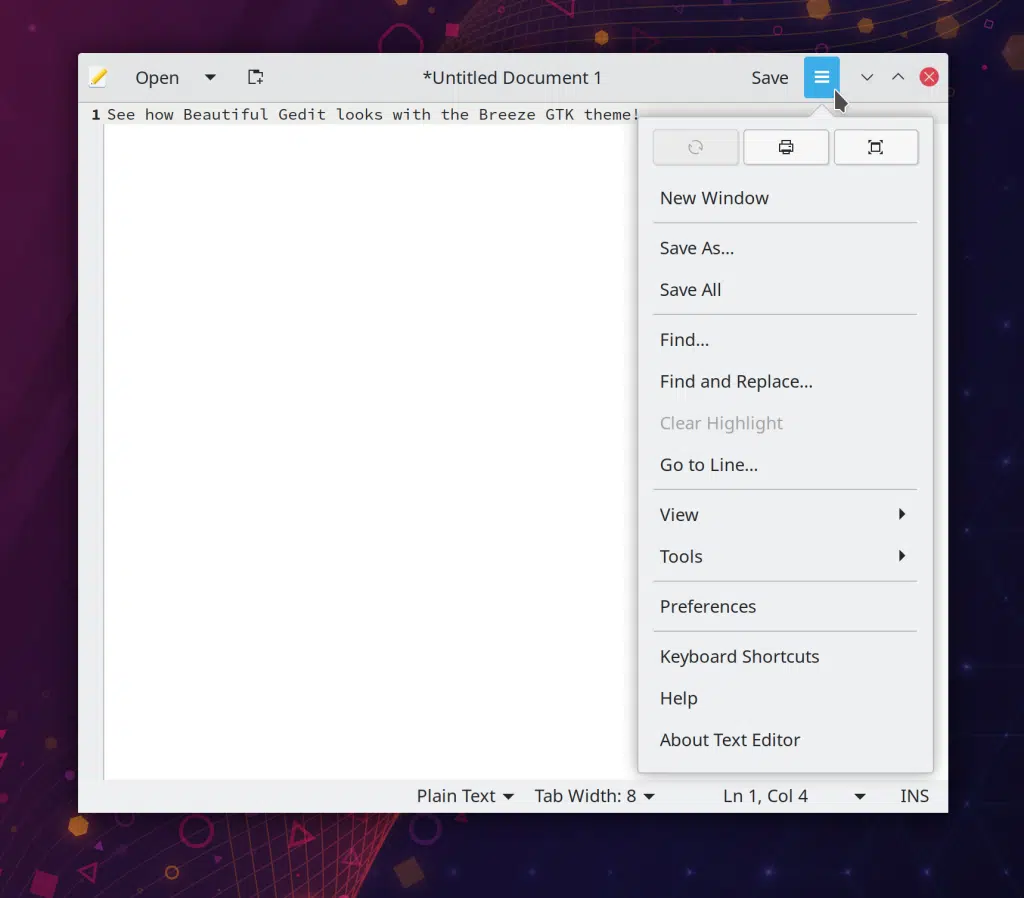 Open
*Untitled Document 1
Save
1 See how Beautiful Gedit looks with the Breeze GTK theme!
New Window
Save As...
Save All
Find...
Find and Replace...
Clear Highlight
Go to Line...
View
Tools
Preferences
Keyboard Shortcuts
Help
About Text Editor
Plain Text Tab Width: 8 Ln 1, Col 4 INS